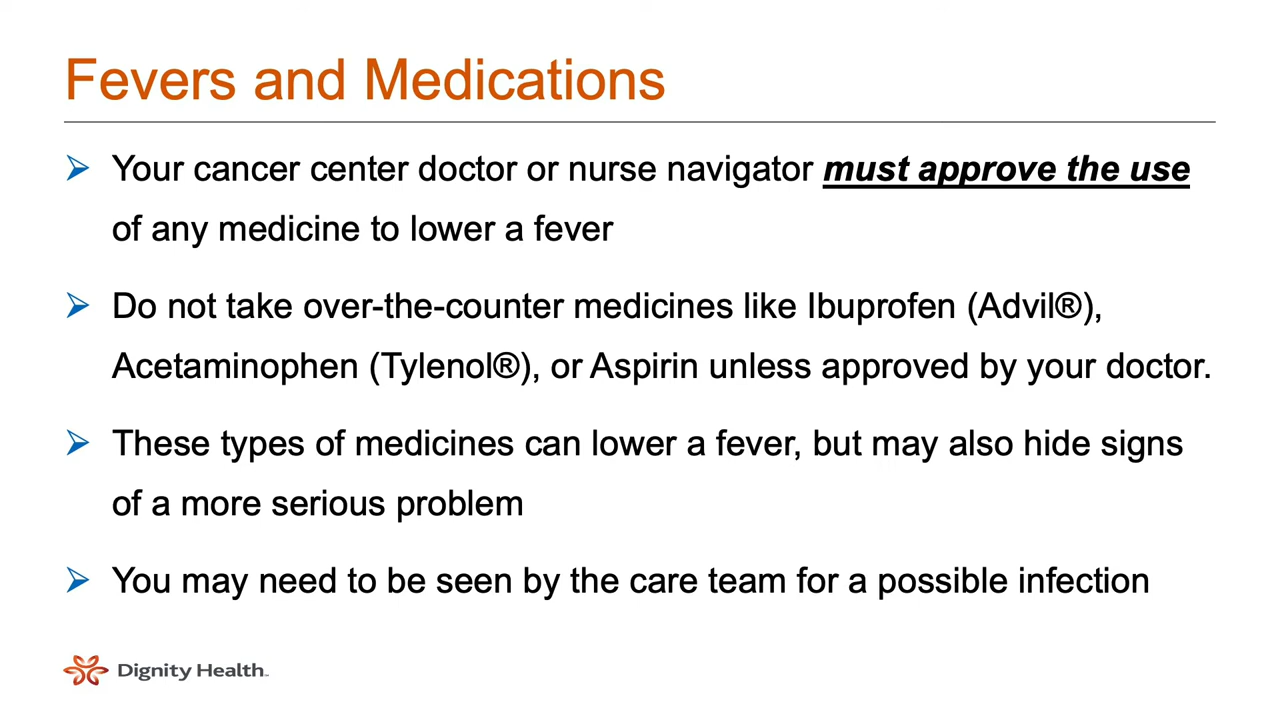 Fevers and Medications
Your cancer center doctor or nurse navigator must approve the use
of any medicine to lower a fever
Do not take over-the-counter medicines like Ibuprofen (Advil®),
Acetaminophen (Tylenol®), or Aspirin unless approved by your doctor.
These types of medicines can lower a fever, but may also hide signs
of a more serious problem
You may need to be seen by the care team for a possible infection
Dignity Health™